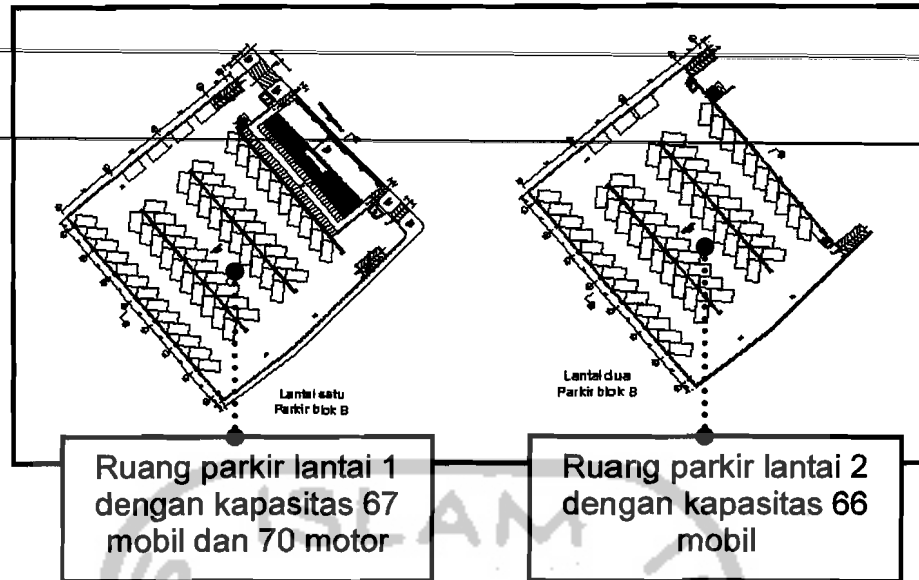 Lantai satu
Parkir blok B
Lantai dua
Parkir blok B
Ruang parkir lantai 1
dengan kapasitas 67
mobil dan 70 motor
Ruang parkir lantai 2
dengan kapasitas 66
mobil
ISLAM